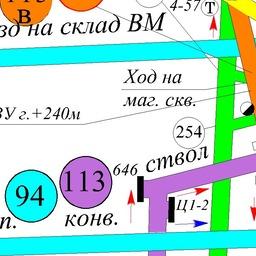 В
4-57 Т
зд на склад ВМ
Ход на
маг. скв.
ВУ г.+240м
254
ствол
646
113
94
Ц1-2
конв.
п.